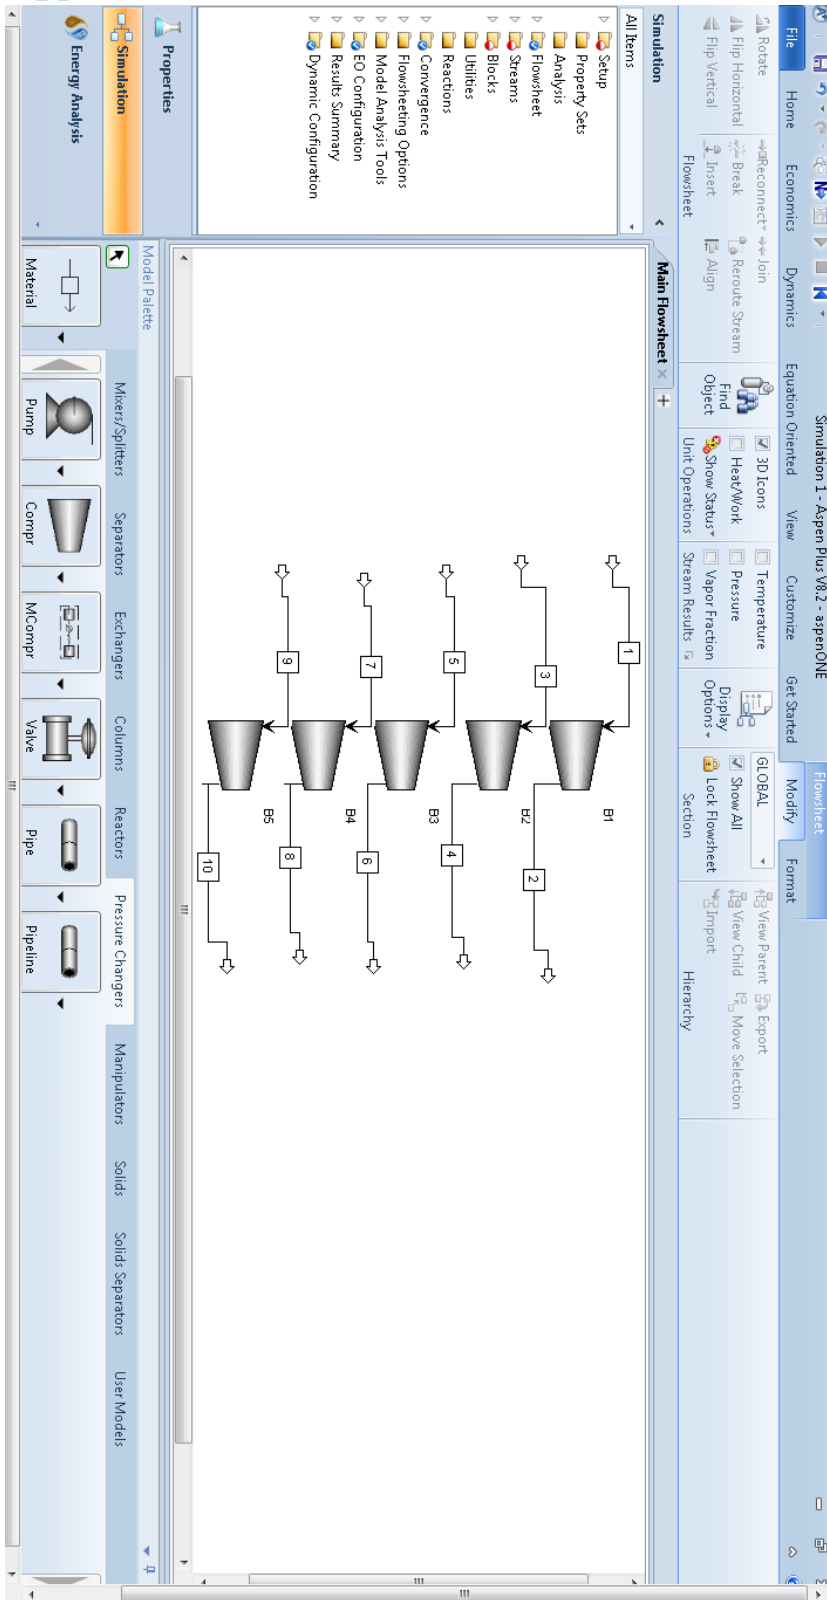 Simulation 1 - Aspen Plus V8.2 - aspenONE
Flowsheet
File Home Economics Dynamics Equation Oriented View Customize Get Started Modify Format
Rotate
Flip Horizontal
Flip Vertical
Reconnect Join
Break Reroute Stream
Insert Align
Flowsheet
Find Object
3D Icons
Heat/Work
Show Status
Unit Operations
Temperature
Pressure
Vapor Fraction
Stream Results
Display Options
GLOBAL
Show All
Lock Flowsheet
Section
View Parent Export
View Child Move Selection
Import
Hierarchy
Simulation
All Items
Setup
Property Sets
Analysis
Flowsheet
Streams
Blocks
Utilities
Reactions
Convergence
Flowsheeting Options
Model Analysis Tools
EO Configuration
Results Summary
Dynamic Configuration
Properties
Simulation
Energy Analysis
Main Flowsheet
1
B1
2
3
B2
4
5
B3
6
7
B4
8
9
B5
10
Model Palette
Mixers/Splitters Separators Exchangers Columns Reactors Pressure Changers Manipulators Solids Solids Separators User Models
Material Pump Compr MCompr Valve Pipe Pipeline